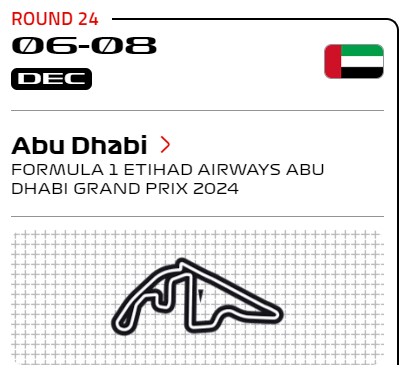 ROUND 24
06-08
DEC
Abu Dhabi
FORMULA 1 ETIHAD AIRWAYS ABU
DHABI GRAND PRIX 2024